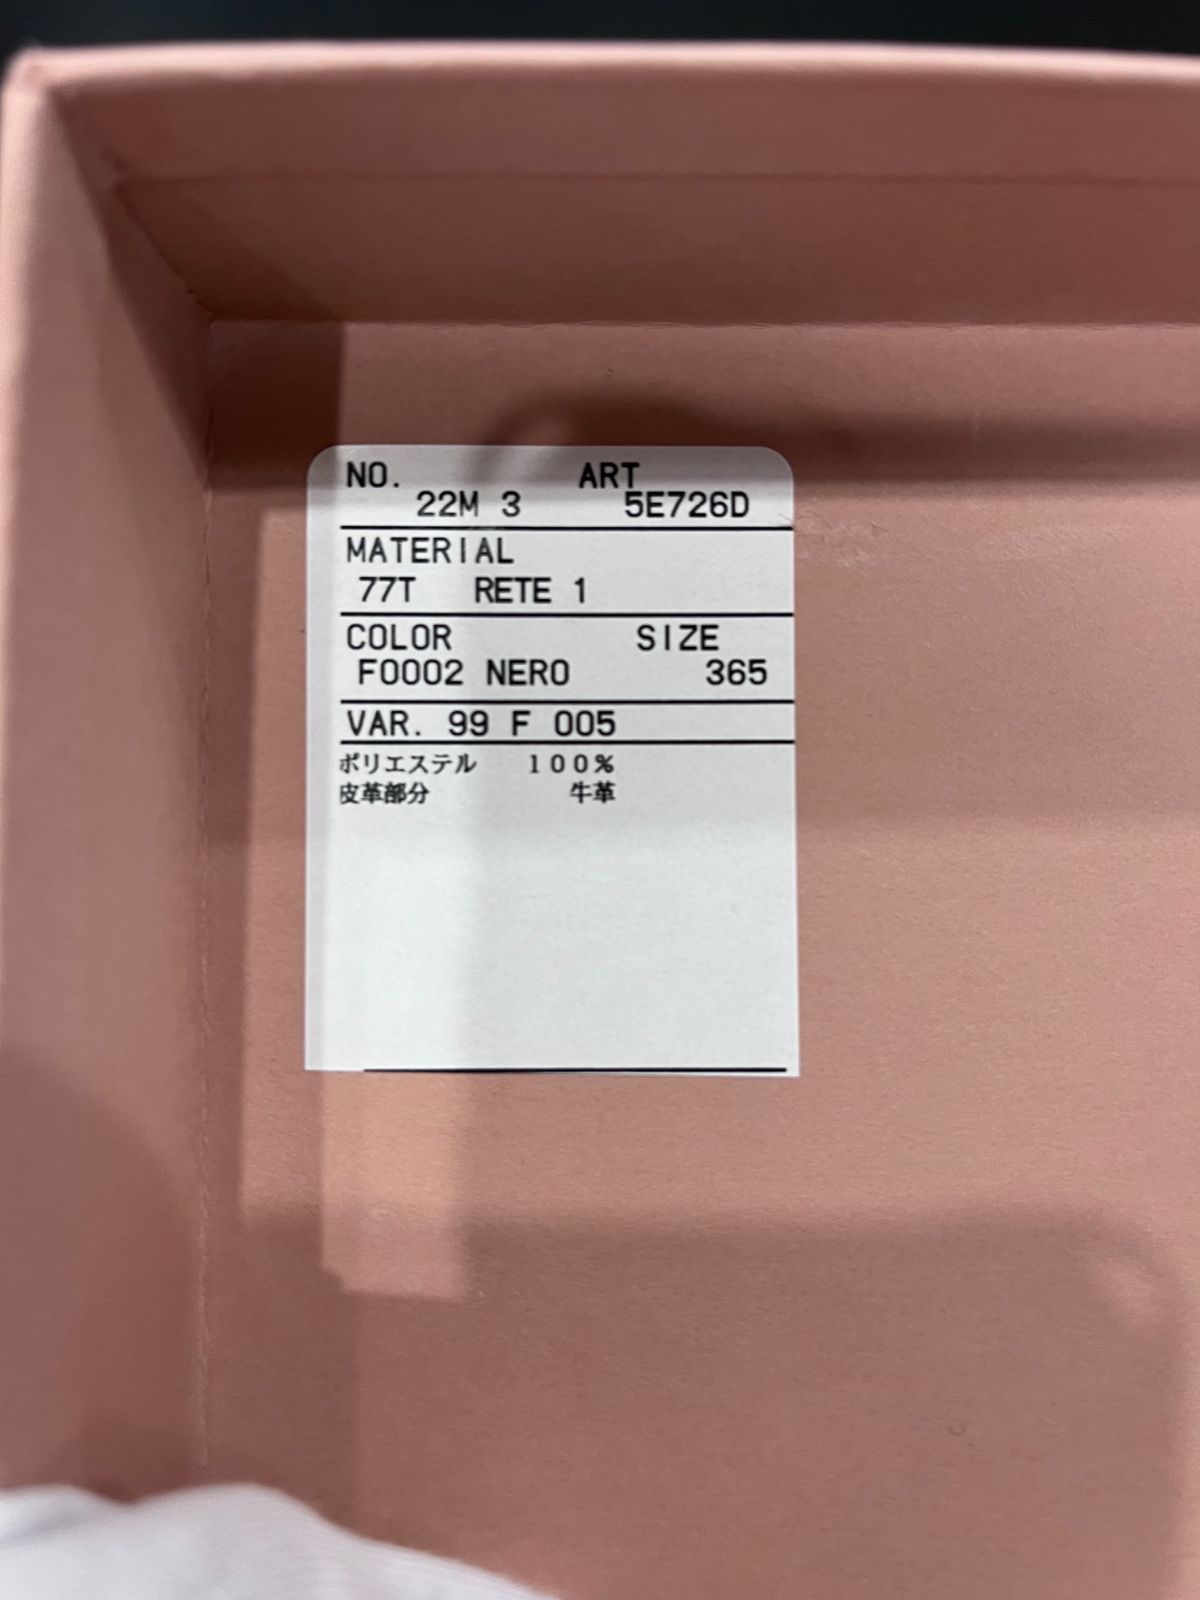 NO. ART
22M 3 5E726D
MATERIAL
77T RETE 1
COLOR SIZE
F0002 NERO 365
VAR. 99 F 005
ポリエステル 100%
皮革部分 牛革